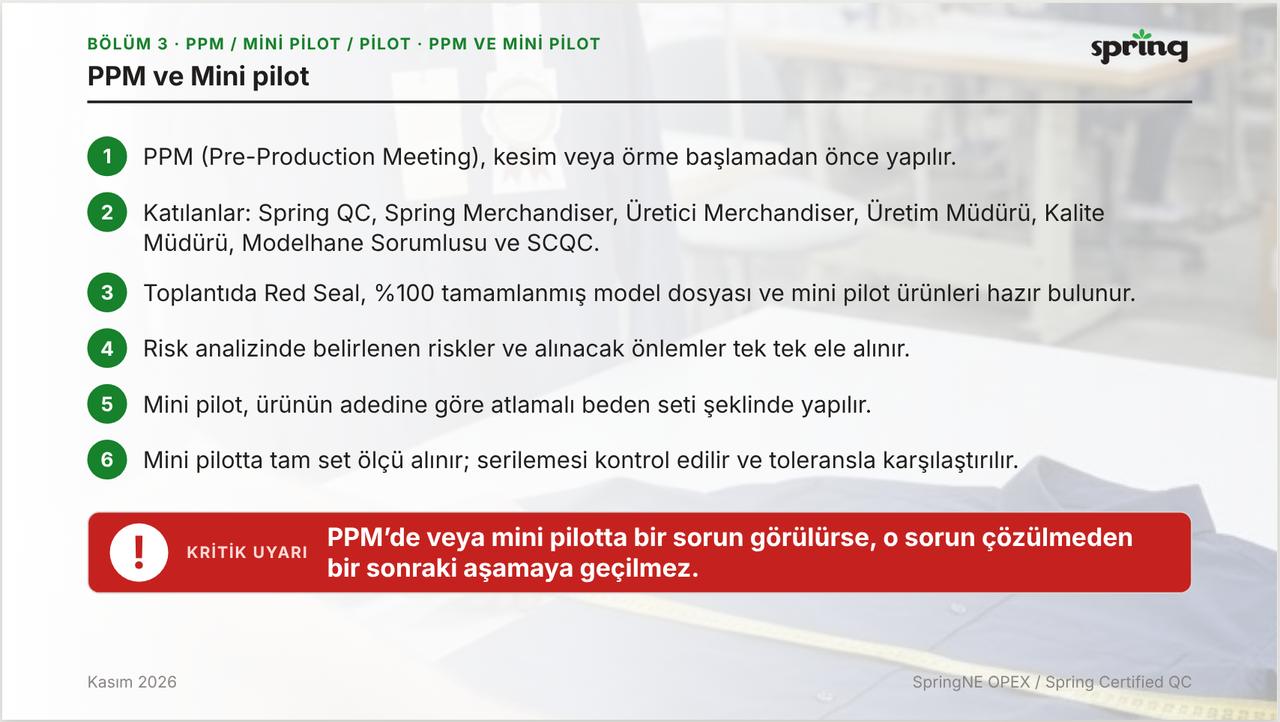 BÖLÜM 3 · PPM / MİNİ PİLOT / PİLOT · PPM VE MİNİ PİLOT
spring
PPM ve Mini pilot
1 PPM (Pre-Production Meeting), kesim veya örme başlamadan önce yapılır.
2 Katılanlar: Spring QC, Spring Merchandiser, Üretici Merchandiser, Üretim Müdürü, Kalite
Müdürü, Modelhane Sorumlusu ve SCQC.
3 Toplantıda Red Seal, %100 tamamlanmış model dosyası ve mini pilot ürünleri hazır bulunur.
4 Risk analizinde belirlenen riskler ve alınacak önlemler tek tek ele alınır.
5 Mini pilot, ürünün adedine göre atlamalı beden seti şeklinde yapılır.
6 Mini pilotta tam set ölçü alınır; serilemesi kontrol edilir ve toleransla karşılaştırılır.
! KRİTİK UYARI
PPM’de veya mini pilotta bir sorun görülürse, o sorun çözülmeden
bir sonraki aşamaya geçilmez.
Kasım 2026
SpringNE OPEX / Spring Certified QC